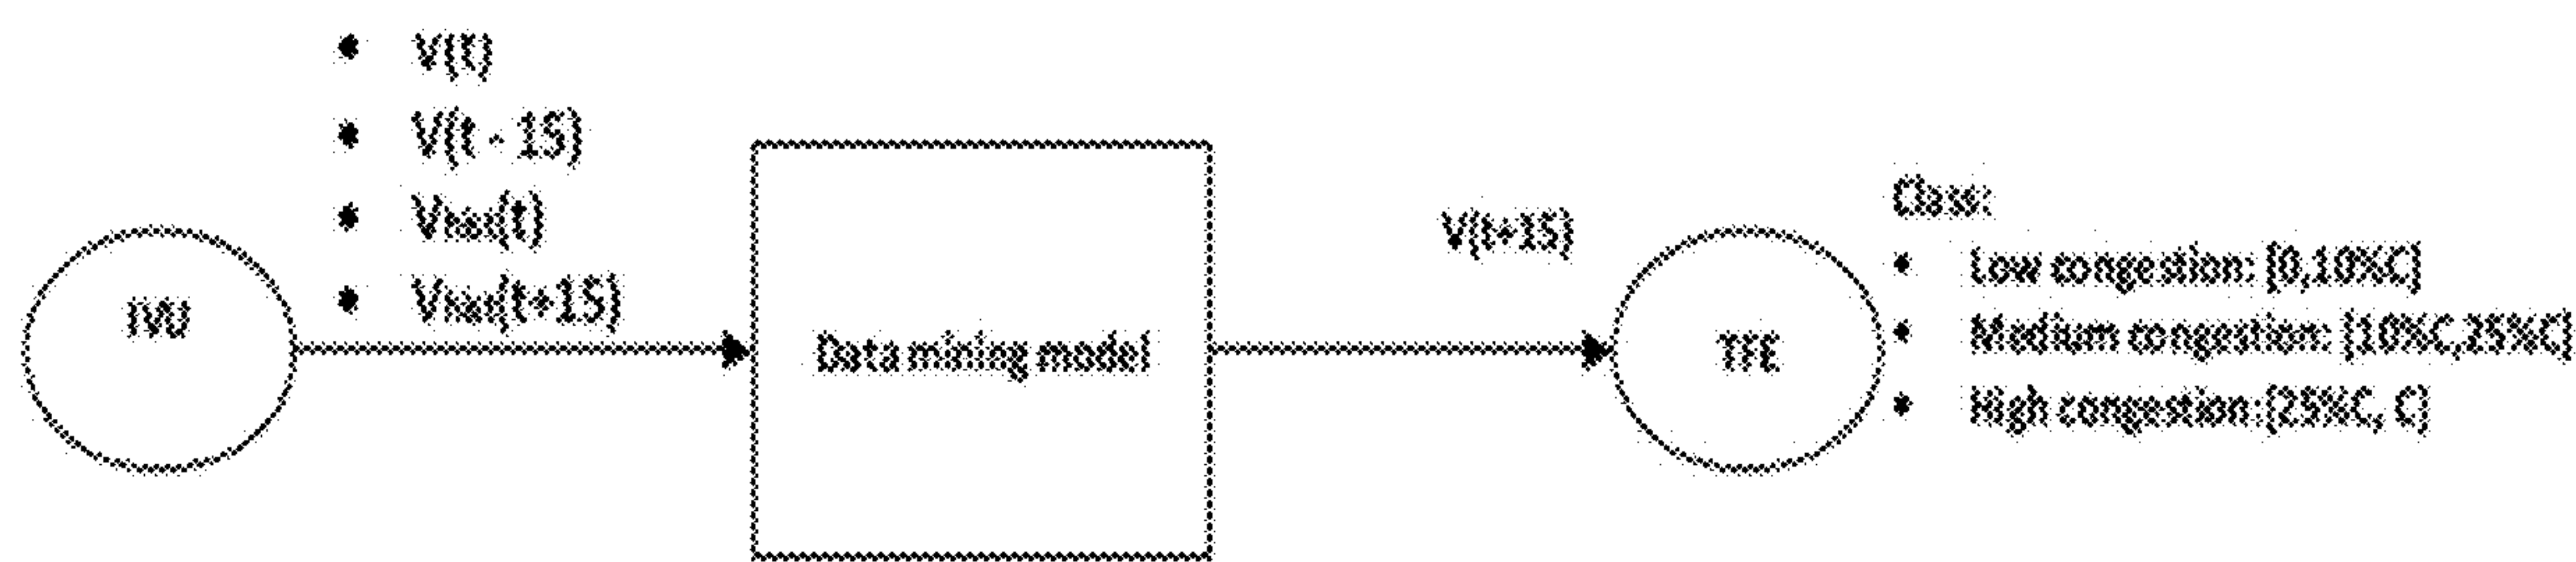 V(t)
V(t - 15)
Vhist(t)
Vhist(t+15)
IVU
Data mining model
V(t+15)
TFE
Class:
Low congestion: [0,10%C]
Medium congestion: [10%C,25%C]
High congestion:[25%C, C]